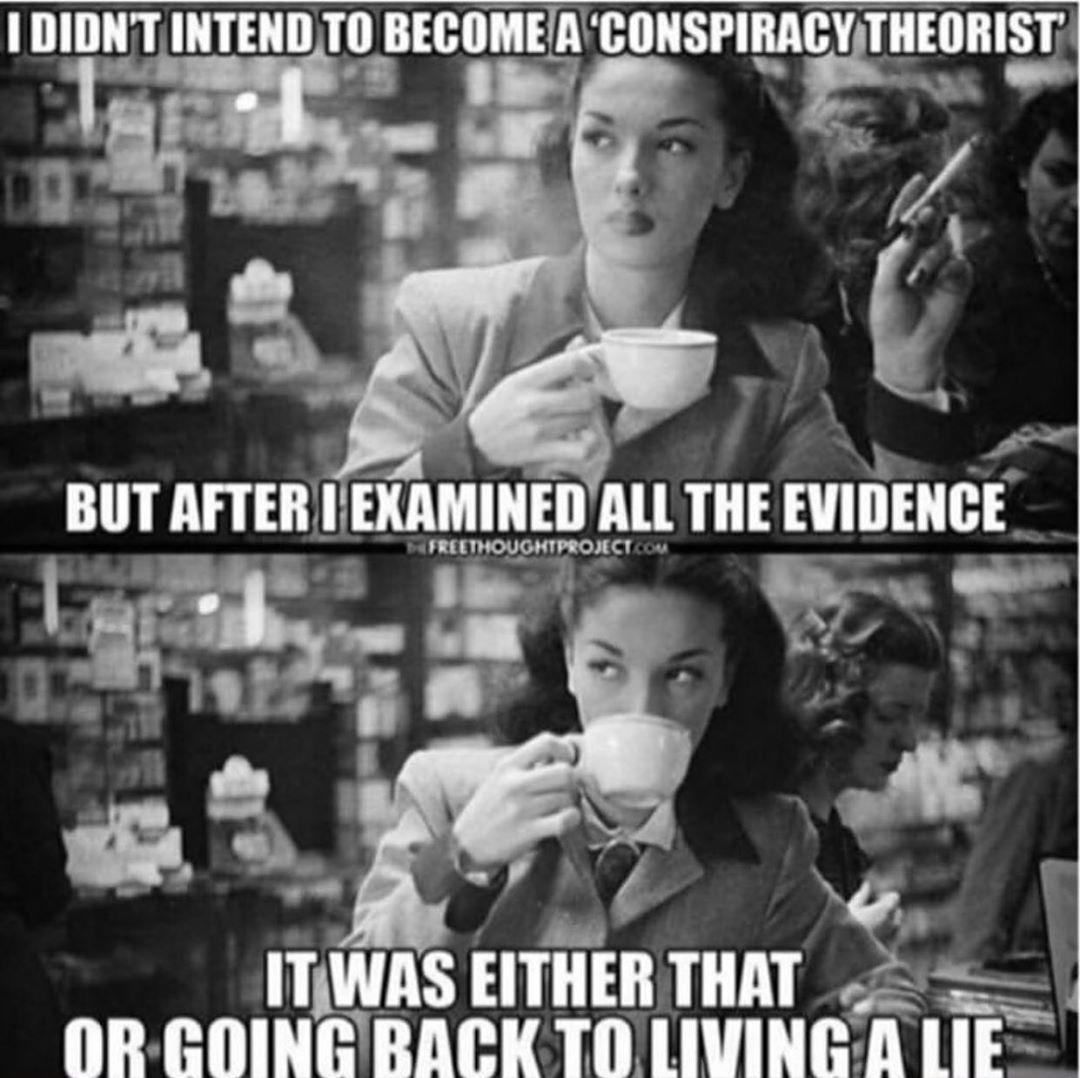 I DIDN'T INTEND TO BECOME A 'CONSPIRACY THEORIST'
BUT AFTER I EXAMINED ALL THE EVIDENCE
THEFREETHOUGHTPROJECT.COM
IT WAS EITHER THAT
OR GOING BACK TO LIVING A LIE